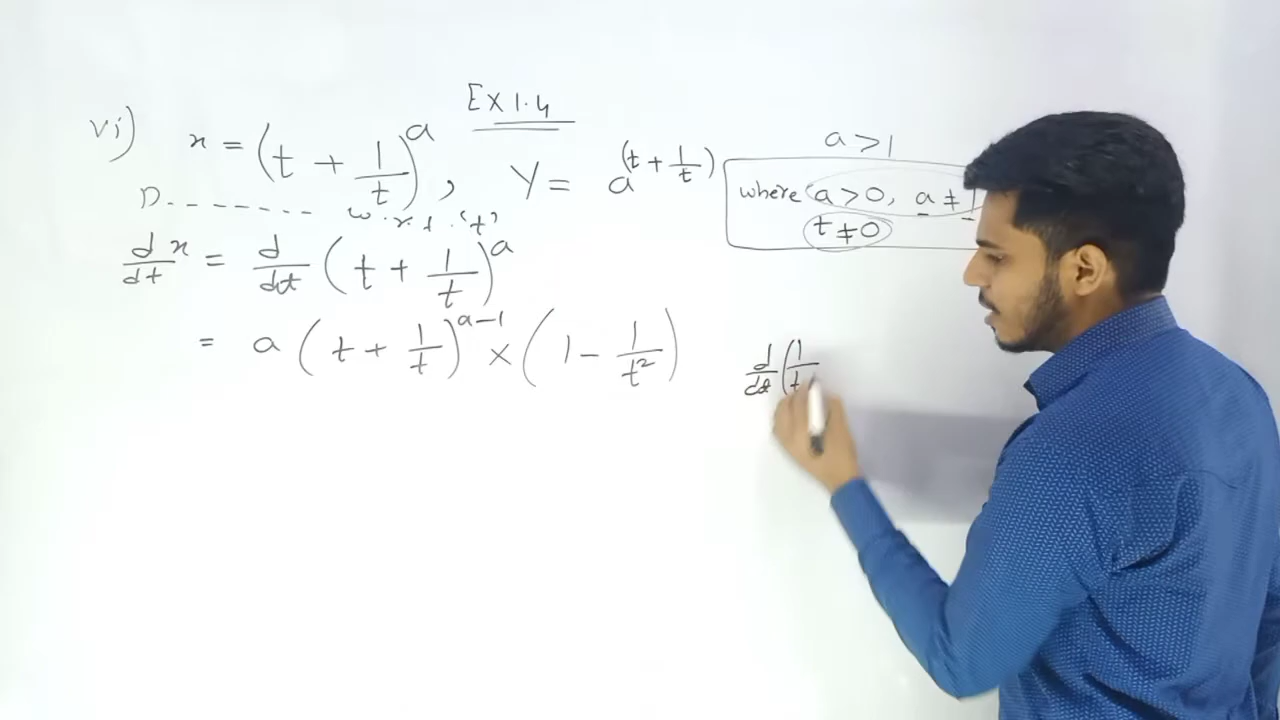 Ex 1.4
vi) x = (t + 1/t)^a , Y = a^(t + 1/t)
a > 1
where a > 0, a ≠ 1
t ≠ 0
D. - - - - - - - w.r.t. 't'
d/dt x = d/dt (t + 1/t)^a
= a (t + 1/t)^(a-1) × (1 - 1/t²)
d/dt (1/t